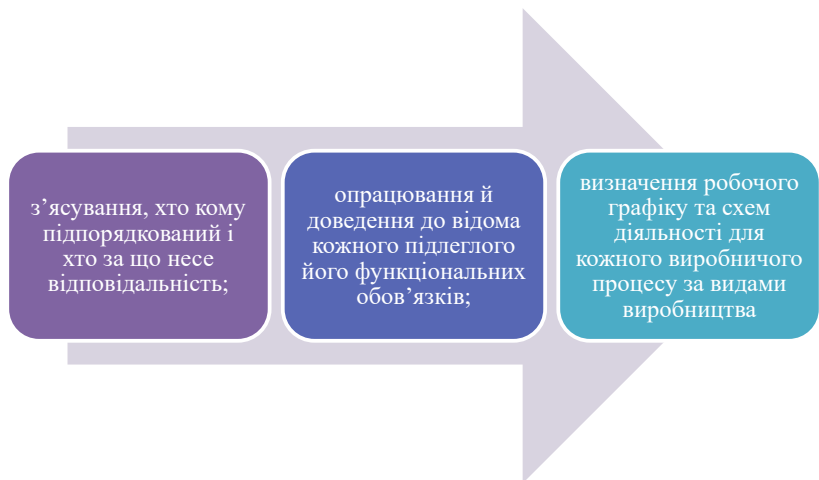 з’ясування, хто кому
підпорядкований і
хто за що несе
відповідальність;
опрацювання й
доведення до відома
кожного підлеглого
його функціональних
обов’язків;
визначення робочого
графіку та схем
діяльності для
кожного виробничого
процесу за видами
виробництва